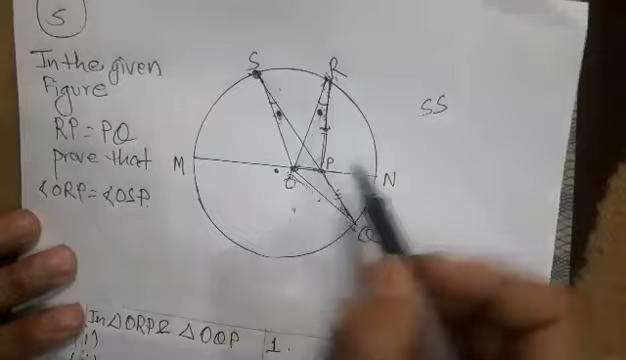 5
In the given
figure
RP = PQ
prove that
∠ORP = ∠OSP.
S
R
SS
M
O
P
N
Q
In △ORP & △OQP
1.
(i)